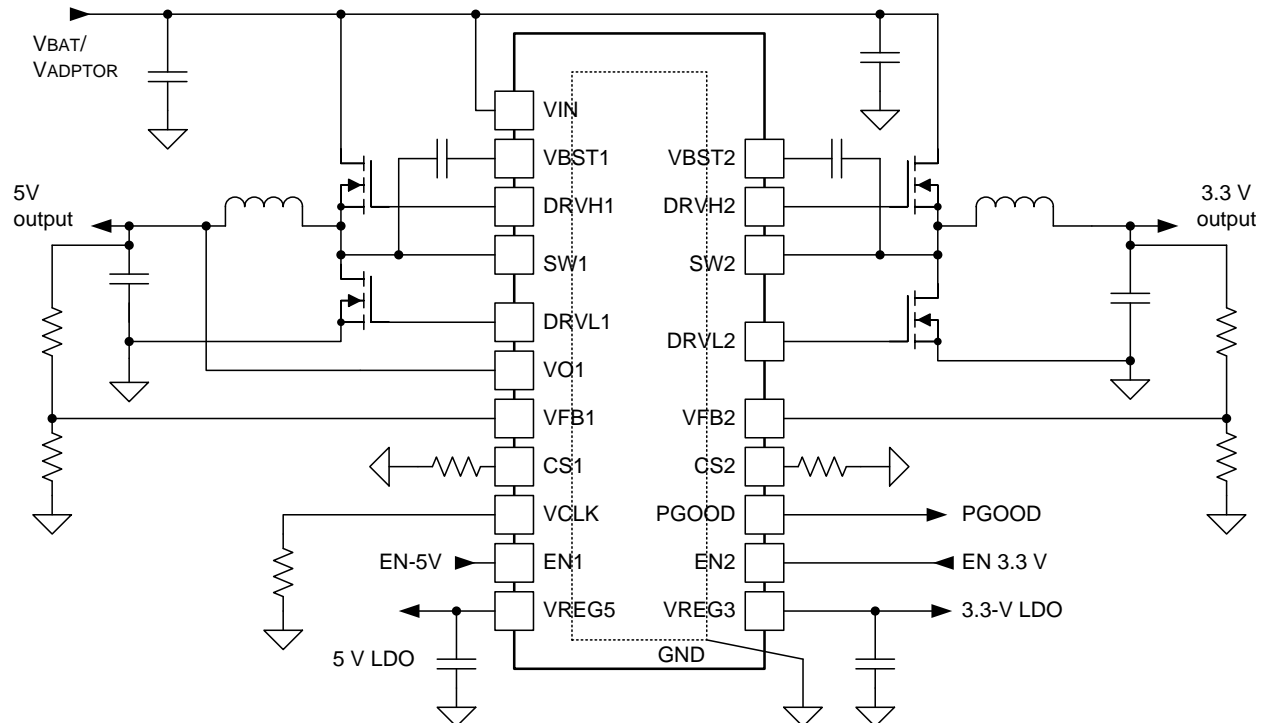 VBAT/
VADPTOR
VIN
VBST1
VBST2
5V
output
DRVH1
DRVH2
3.3 V
output
SW1
SW2
DRVL1
DRVL2
VO1
VFB1
VFB2
CS1
CS2
VCLK
PGOOD
PGOOD
EN-5V
EN1
EN2
EN 3.3 V
VREG5
VREG3
3.3-V LDO
5 V LDO
GND